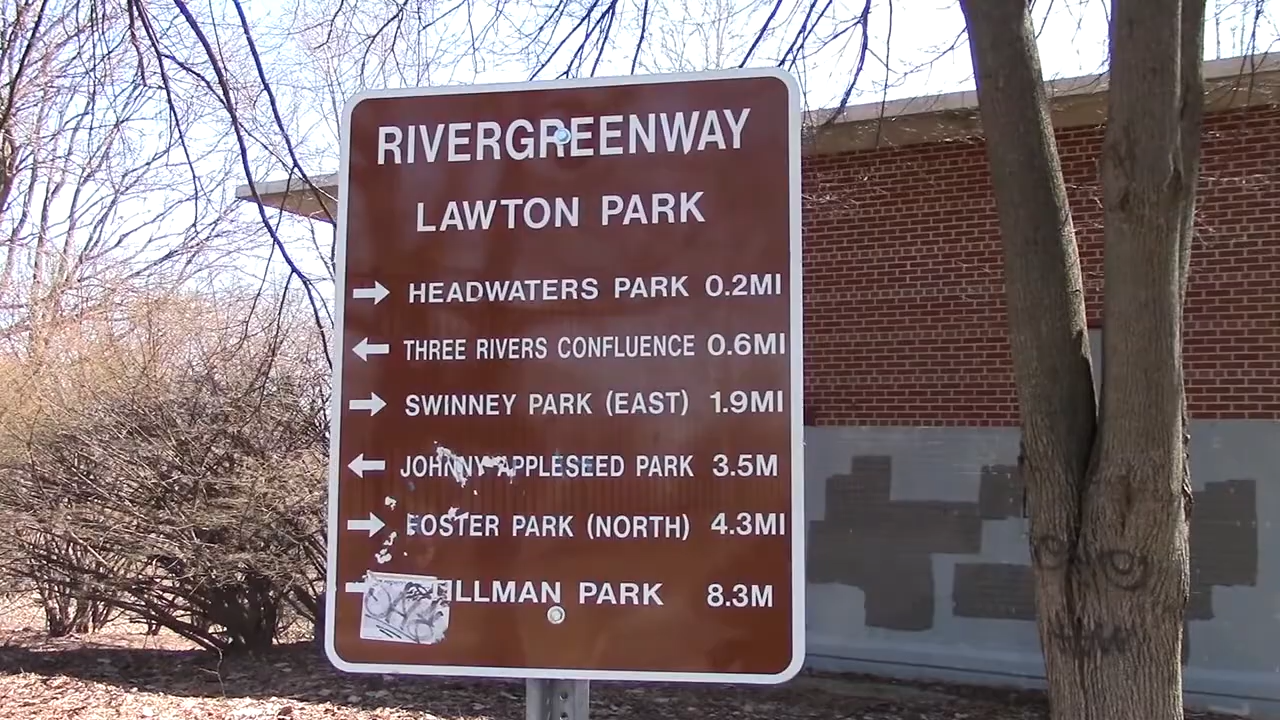 RIVERGREENWAY
LAWTON PARK
HEADWATERS PARK 0.2MI
THREE RIVERS CONFLUENCE 0.6MI
SWINNEY PARK (EAST) 1.9MI
JOHNNY APPLESEED PARK 3.5M
FOSTER PARK (NORTH) 4.3MI
PARK 8.3M